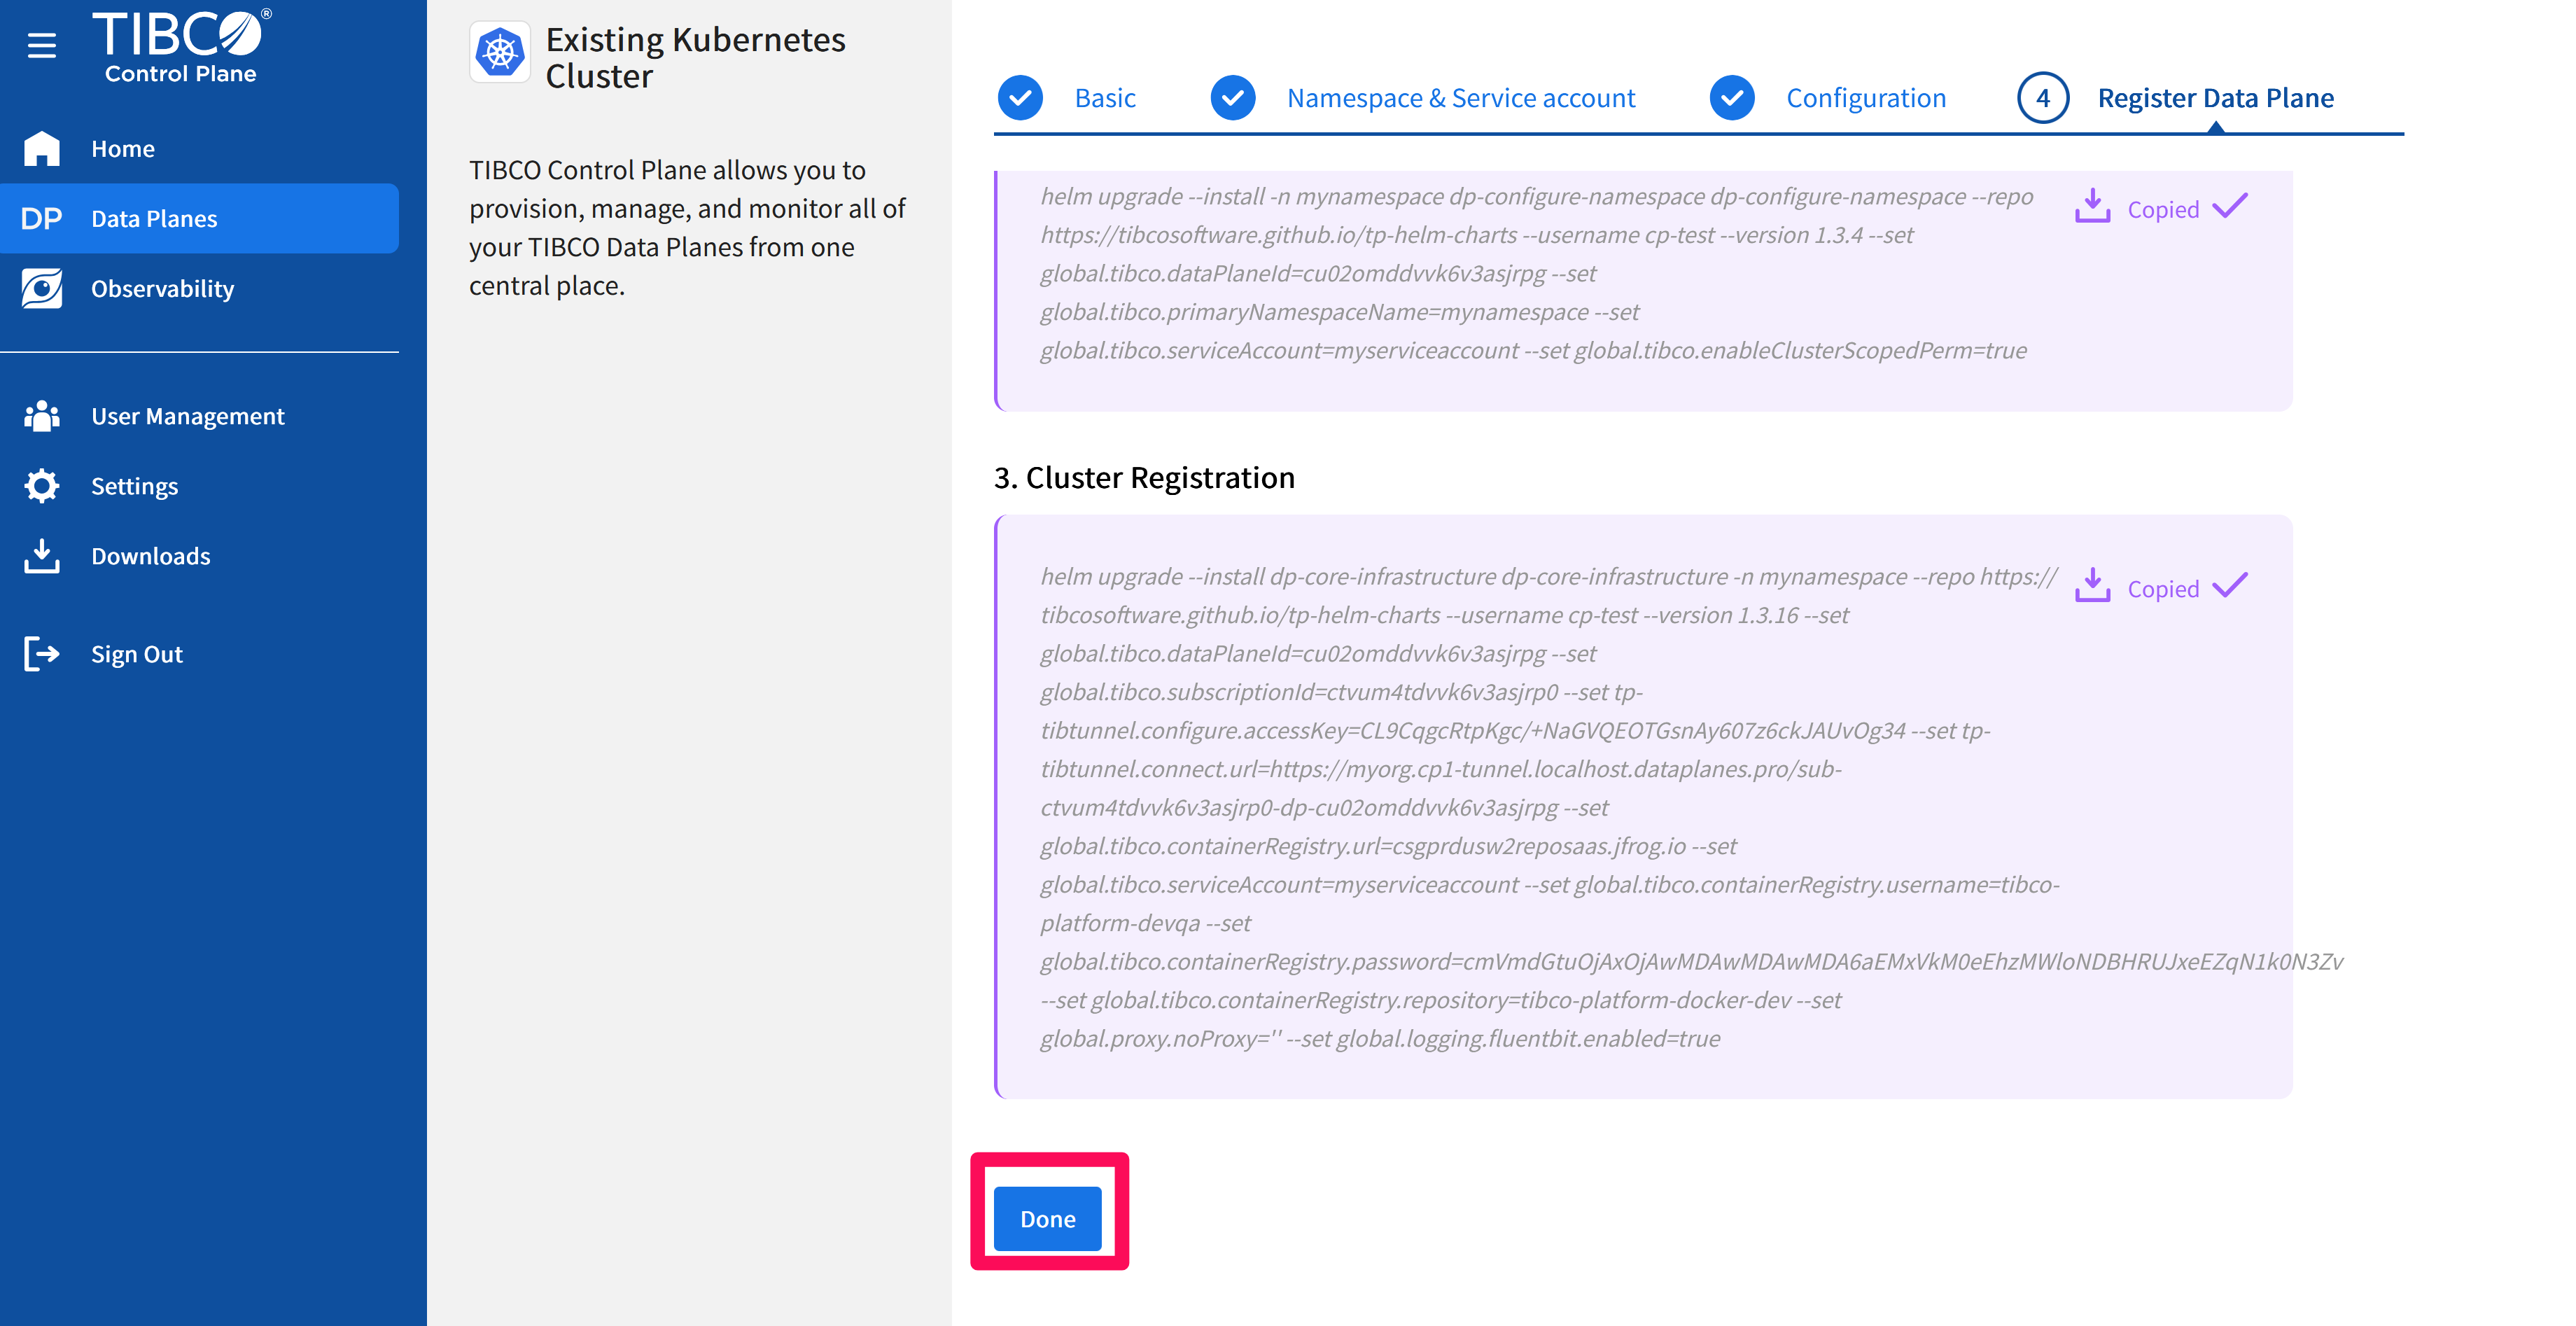 TIBCO®
Control Plane
Home
DP Data Planes
Observability
User Management
Settings
Downloads
Sign Out
Existing Kubernetes
Cluster
TIBCO Control Plane allows you to
provision, manage, and monitor all of
your TIBCO Data Planes from one
central place.
Basic
Namespace & Service account
Configuration
4 Register Data Plane
helm upgrade --install -n mynamespace dp-configure-namespace dp-configure-namespace --repo
https://tibcosoftware.github.io/tp-helm-charts --username cp-test --version 1.3.4 --set
global.tibco.dataPlaneId=cu02omddvvk6v3asjrpg --set
global.tibco.primaryNamespaceName=mynamespace --set
global.tibco.serviceAccount=myserviceaccount --set global.tibco.enableClusterScopedPerm=true
Copied
3. Cluster Registration
helm upgrade --install dp-core-infrastructure dp-core-infrastructure -n mynamespace --repo https://
tibcosoftware.github.io/tp-helm-charts --username cp-test --version 1.3.16 --set
global.tibco.dataPlaneId=cu02omddvvk6v3asjrpg --set
global.tibco.subscriptionId=ctvum4tdvvk6v3asjrp0 --set tp-
tibtunnel.configure.accessKey=CL9CqgcRtpKgc/+NaGVQEOTGsnAy607z6ckJAUvOg34 --set tp-
tibtunnel.connect.url=https://myorg.cp1-tunnel.localhost.dataplanes.pro/sub-
ctvum4tdvvk6v3asjrp0-dp-cu02omddvvk6v3asjrpg --set
global.tibco.containerRegistry.url=csgprdusw2reposaas.jfrog.io --set
global.tibco.serviceAccount=myserviceaccount --set global.tibco.containerRegistry.username=tibco-
platform-devqa --set
global.tibco.containerRegistry.password=cmVmdGtuOjAxOjAwMDAwMDAwMDA6aEMxVkM0eEhzMWloNDBHRUJxeEZqN1k0N3Zv
--set global.tibco.containerRegistry.repository=tibco-platform-docker-dev --set
global.proxy.noProxy='' --set global.logging.fluentbit.enabled=true
Copied
Done